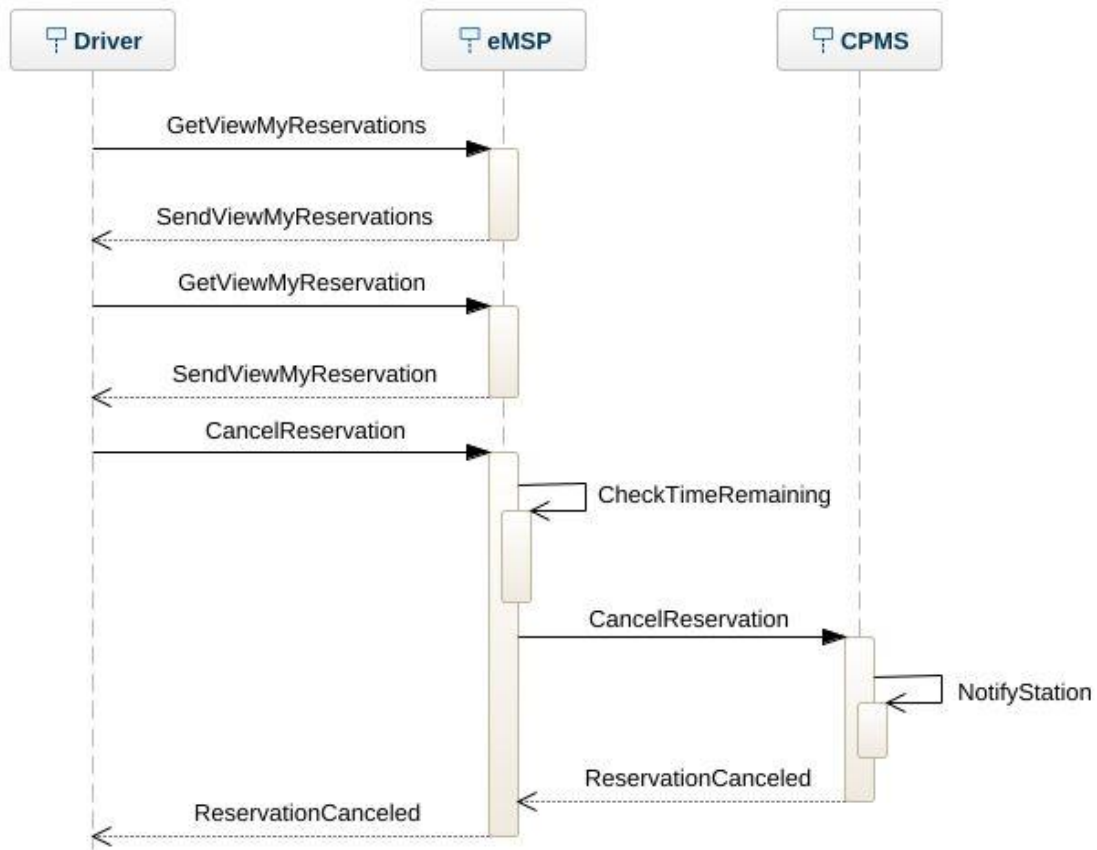 Driver
eMSP
CPMS
GetViewMyReservations
SendViewMyReservations
GetViewMyReservation
SendViewMyReservation
CancelReservation
CheckTimeRemaining
CancelReservation
NotifyStation
ReservationCanceled
ReservationCanceled